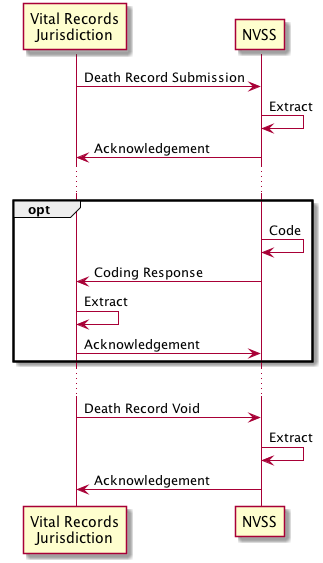 Vital Records
Jurisdiction
NVSS
Death Record Submission
Extract
Acknowledgement
opt
Code
Coding Response
Extract
Acknowledgement
Death Record Void
Extract
Acknowledgement
Vital Records
Jurisdiction
NVSS